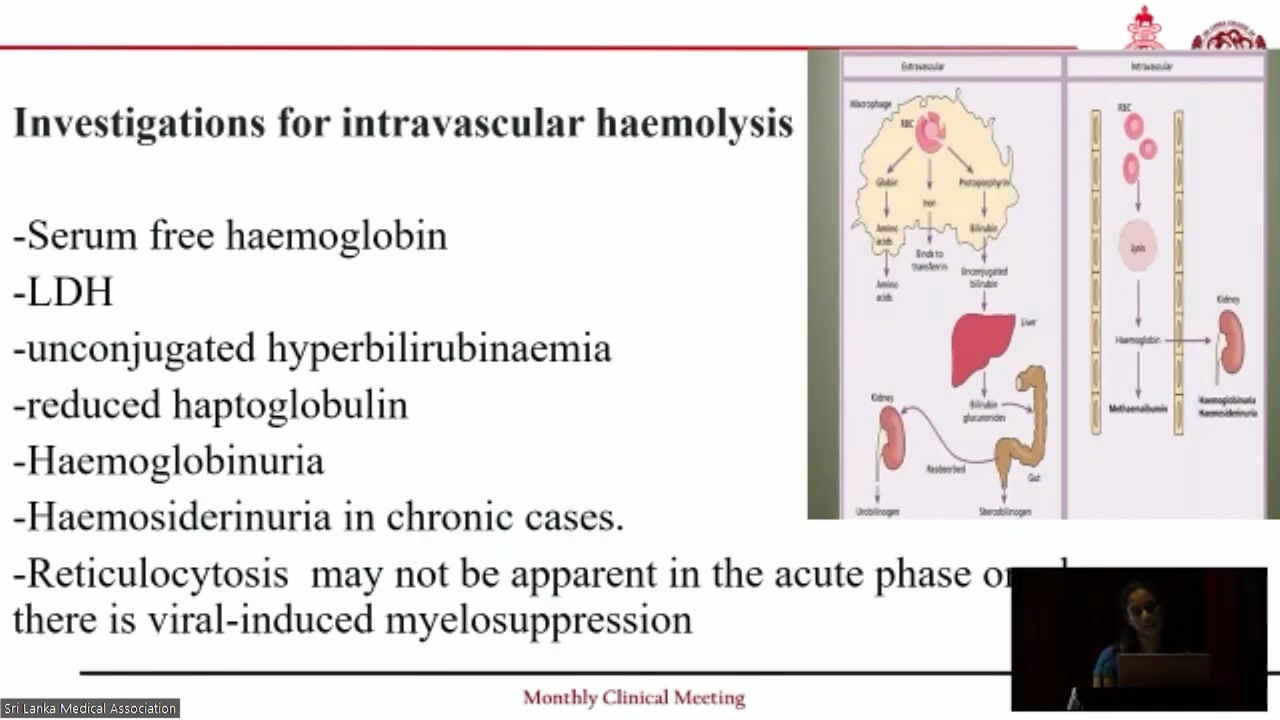 Investigations for intravascular haemolysis
-Serum free haemoglobin
-LDH
-unconjugated hyperbilirubinaemia
-reduced haptoglobulin
-Haemoglobinuria
-Haemosiderinuria in chronic cases.
-Reticulocytosis may not be apparent in the acute phase
there is viral-induced myelosuppression
Extravascular
Macrophage
RBC
Globin
Iron
Protoporphyrin
Amino
acids
Bilirubin
Binds to
transferrin
Amino
acids
Unconjugated
bilirubin
Liver
Kidney
Bilirubin
glucuronides
Reabsorbed
Gut
Urobilinogen
Stercobilinogen
Intravascular
RBC
Lysis
Kidney
Haemoglobin
Methaemalbumin
Haemoglobinuria
Haemosiderinuria
Monthly Clinical Meeting
Sri Lanka Medical Association